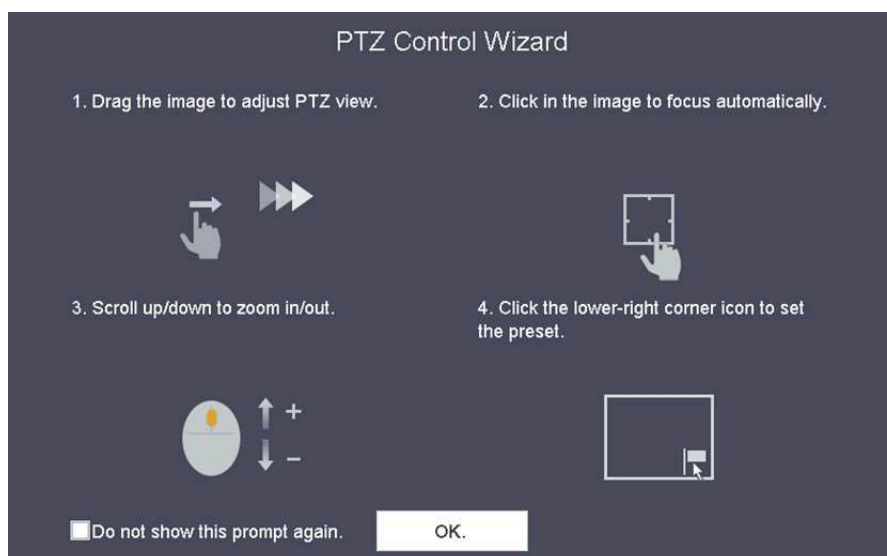 PTZ Control Wizard
1. Drag the image to adjust PTZ view.
2. Click in the image to focus automatically.
3. Scroll up/down to zoom in/out.
4. Click the lower-right corner icon to set
the preset.
Do not show this prompt again.
OK.